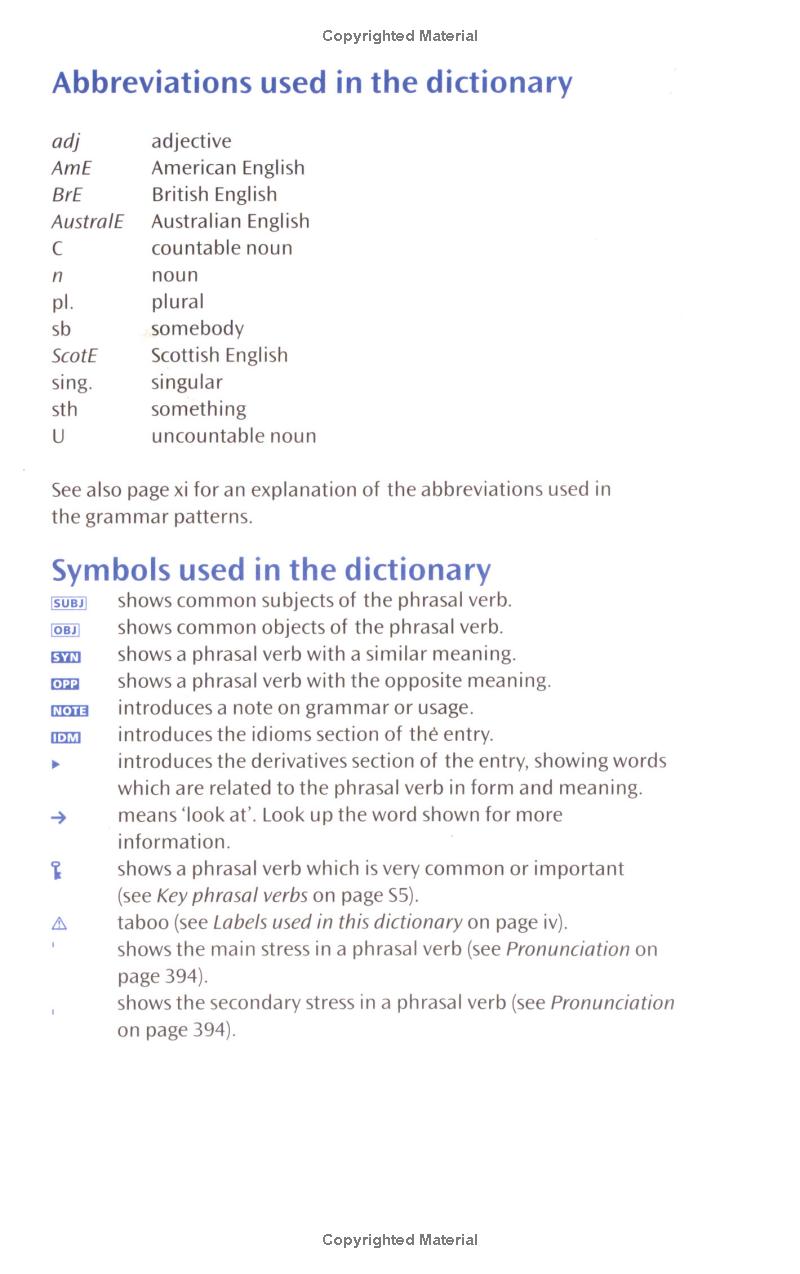 Copyrighted Material
Abbreviations used in the dictionary
adj adjective
AmE American English
BrE British English
AustralE Australian English
C countable noun
n noun
pl. plural
sb somebody
ScotE Scottish English
sing. singular
sth something
U uncountable noun
See also page xi for an explanation of the abbreviations used in
the grammar patterns.
Symbols used in the dictionary
SUBJ shows common subjects of the phrasal verb.
OBJ shows common objects of the phrasal verb.
SYN shows a phrasal verb with a similar meaning.
OPP shows a phrasal verb with the opposite meaning.
NOTE introduces a note on grammar or usage.
IDM introduces the idioms section of the entry.
▶ introduces the derivatives section of the entry, showing words
which are related to the phrasal verb in form and meaning.
→ means ‘look at’. Look up the word shown for more
information.
shows a phrasal verb which is very common or important
(see Key phrasal verbs on page S5).
⚠ taboo (see Labels used in this dictionary on page iv).
ˈ shows the main stress in a phrasal verb (see Pronunciation on
page 394).
ˌ shows the secondary stress in a phrasal verb (see Pronunciation
on page 394).
Copyrighted Material